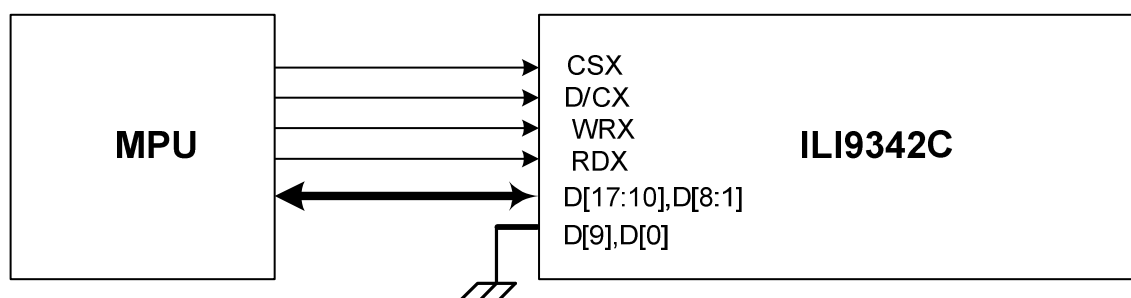 MPU
CSX
D/CX
WRX
RDX
D[17:10],D[8:1]
D[9],D[0]
ILI9342C